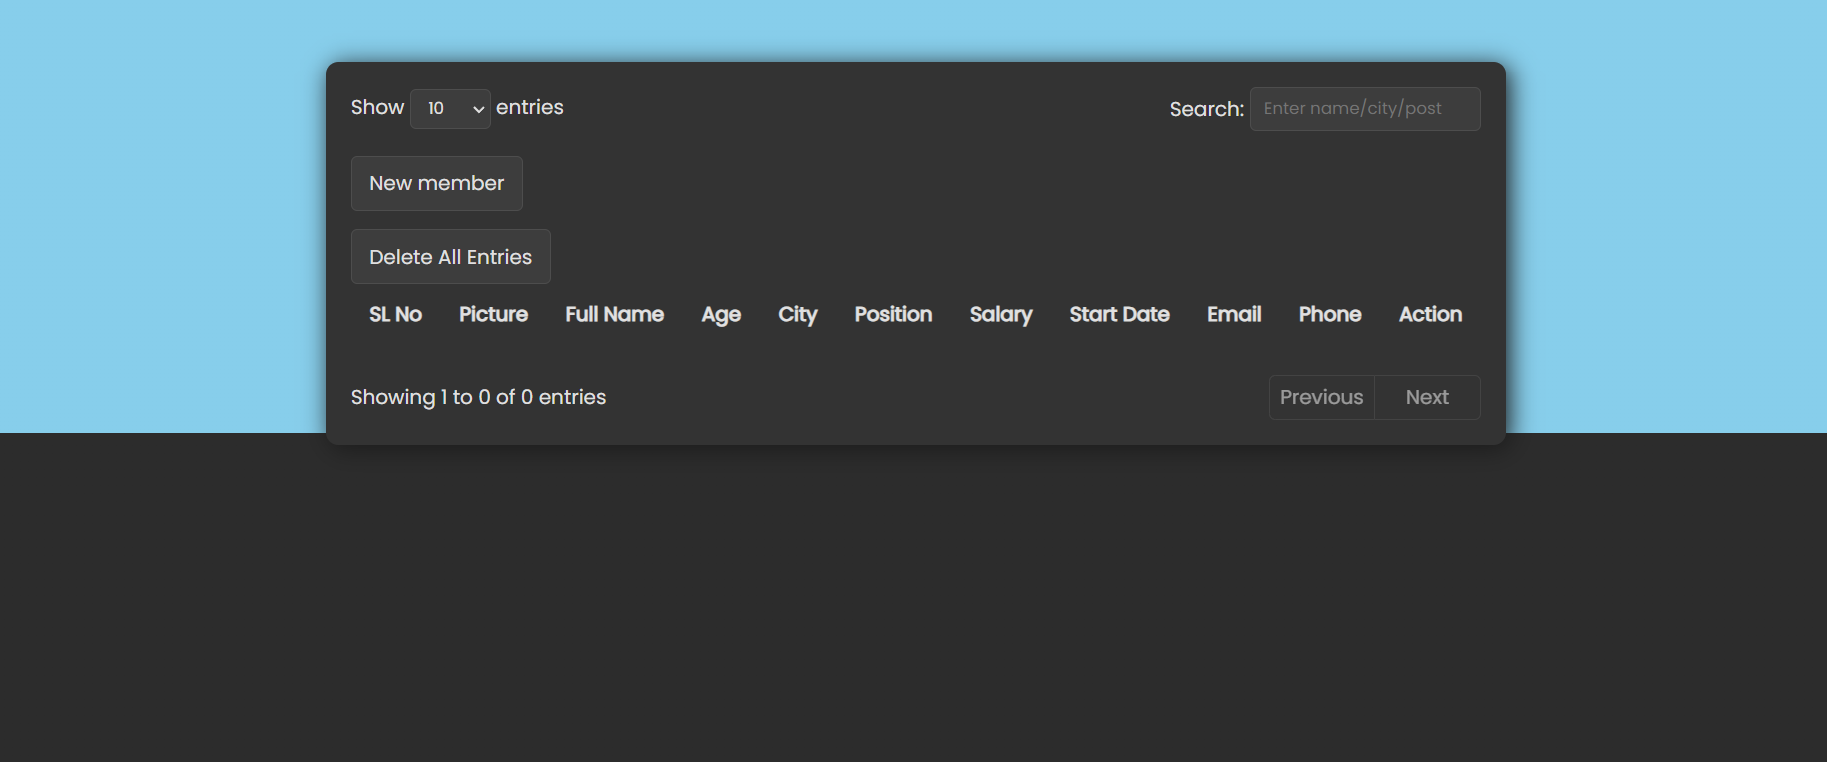 Show 10 entries Search: Enter name/city/post
New member
Delete All Entries
SL No Picture Full Name Age City Position Salary Start Date Email Phone Action
Showing 1 to 0 of 0 entries Previous Next